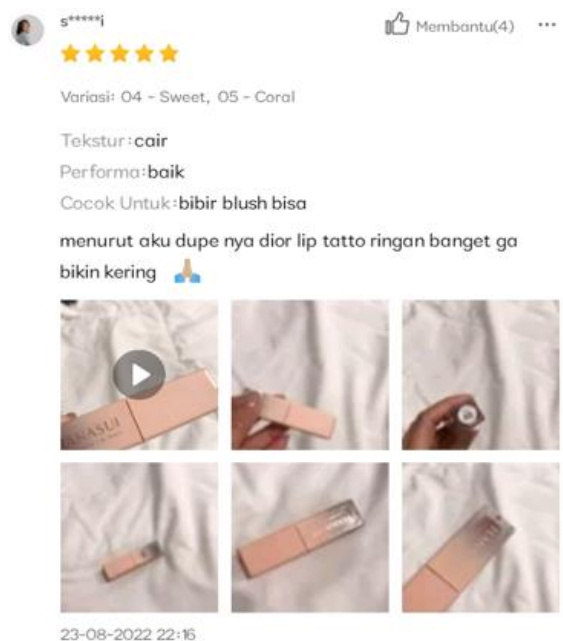 s*****i
Membantu(4)
Variasi: 04 - Sweet, 05 - Coral
Tekstur:cair
Performa:baik
Cocok Untuk:bibir blush bisa
menurut aku dupe nya dior lip tatto ringan banget ga
bikin kering
23-08-2022 22:16